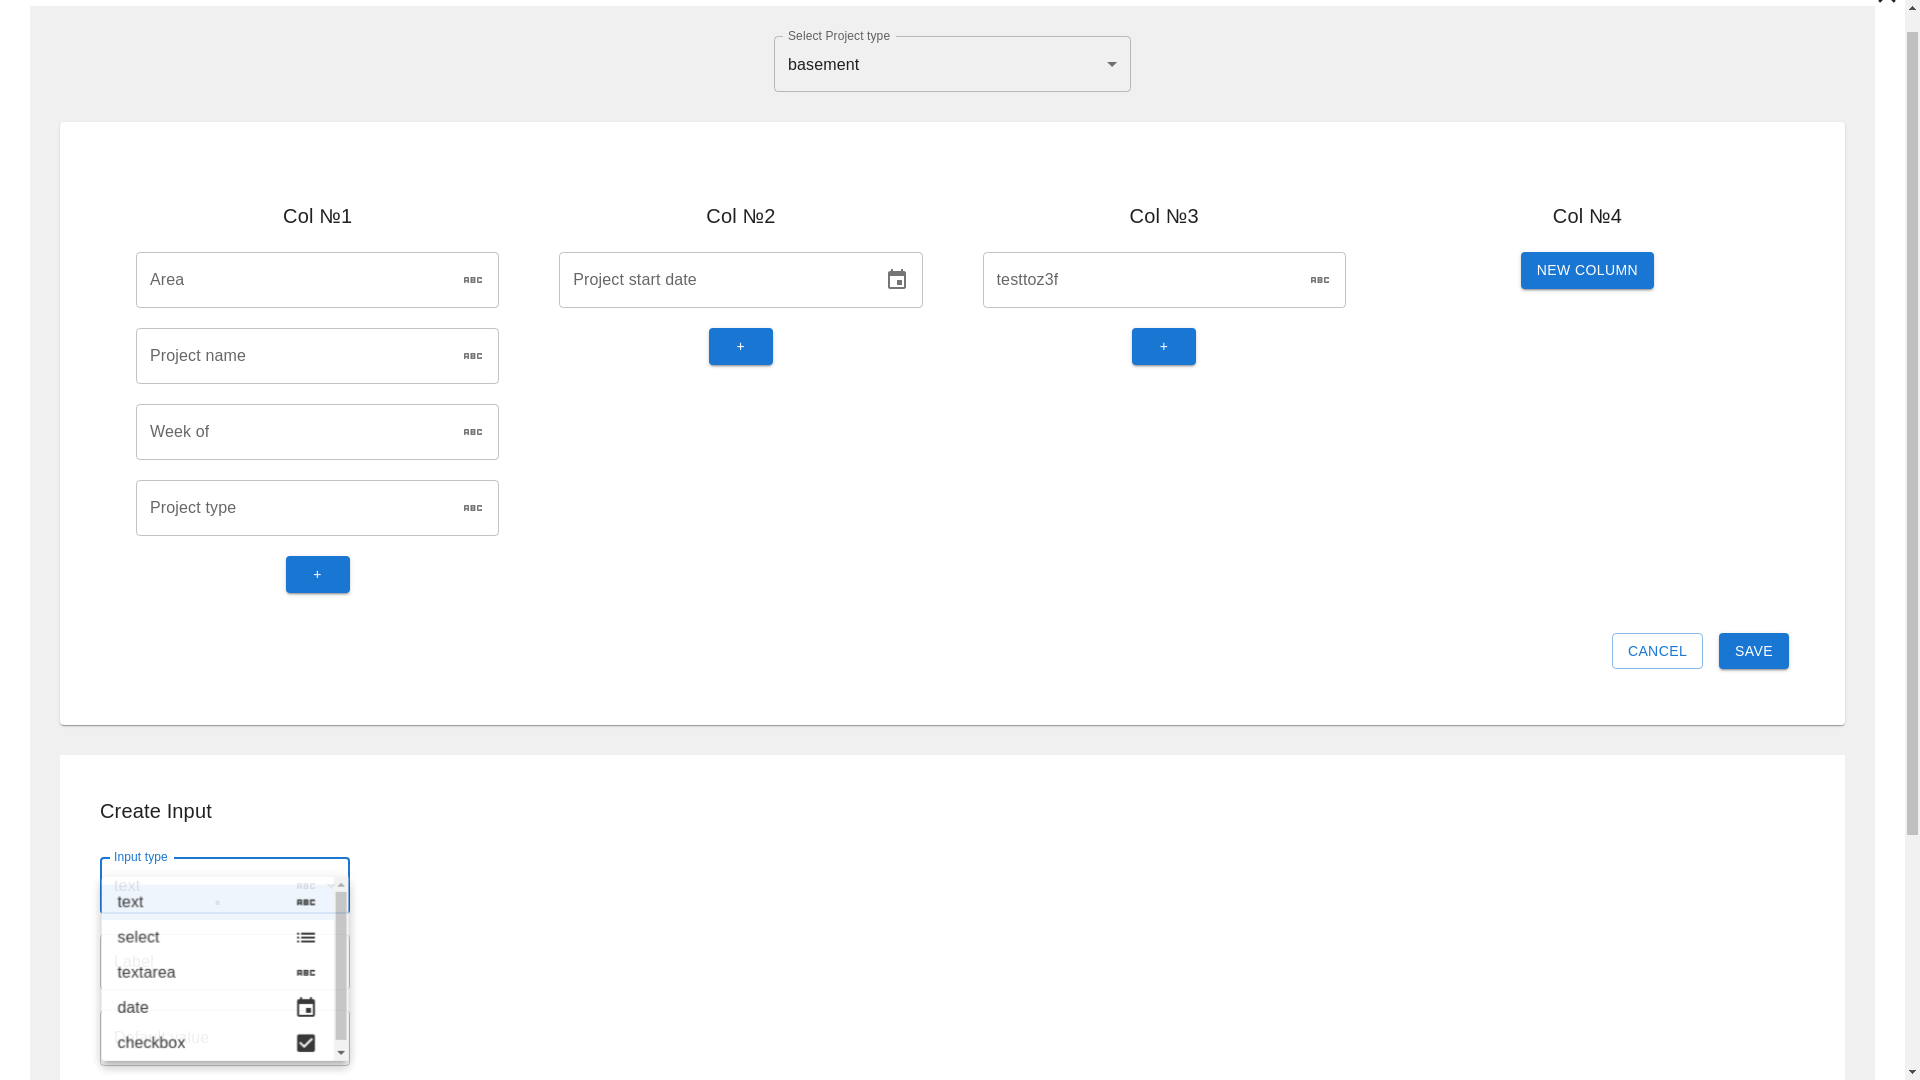 Select Project type
basement
Col №1
Col №2
Col №3
Col №4
Area
ABC
Project start date
testtoz3f
ABC
NEW COLUMN
Project name
ABC
+
+
Week of
ABC
Project type
ABC
+
CANCEL
SAVE
Create Input
Input type
text
ABC
text
ABC
select
Label
textarea
ABC
date
Default value
checkbox